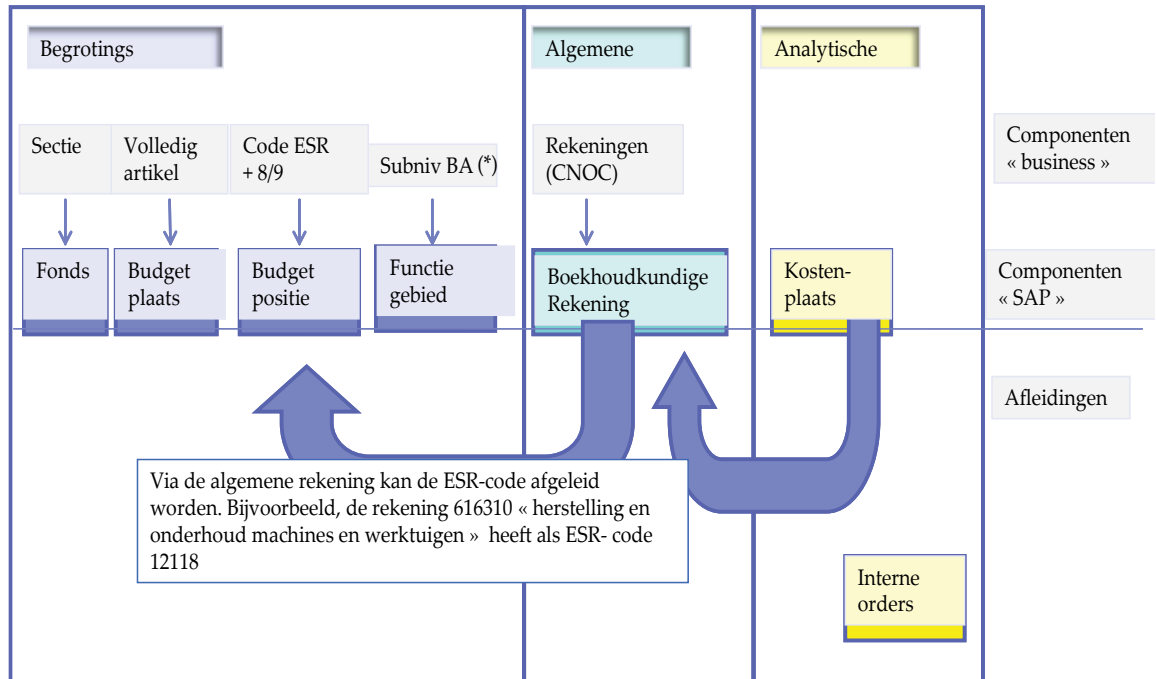 Begrotings
Algemene
Analytische
Sectie
Volledig
artikel
Code ESR
+ 8/9
Subniv BA (*)
Rekeningen
(CNOC)
Componenten
« business »
Fonds
Budget
plaats
Budget
positie
Functie
gebied
Boekhoudkundige
Rekening
Kosten-
plaats
Componenten
« SAP »
Afleidingen
Via de algemene rekening kan de ESR-code afgeleid
worden. Bijvoorbeeld, de rekening 616310 « herstelling en
onderhoud machines en werktuigen » heeft als ESR- code
12118
Interne
orders